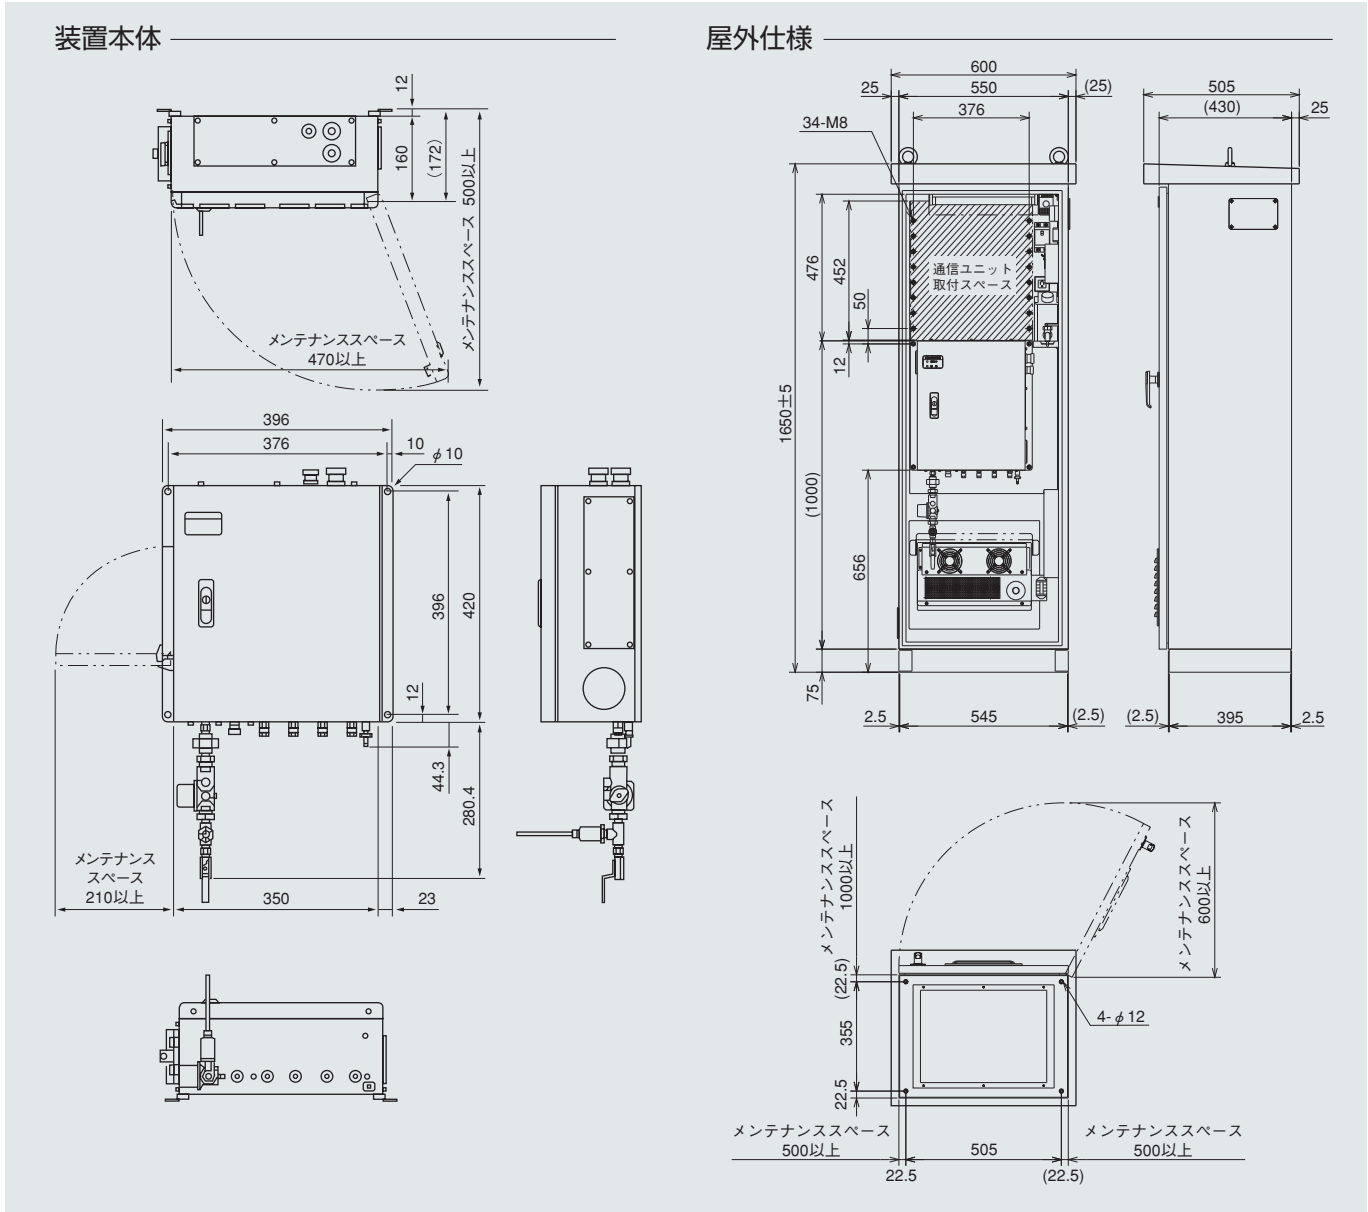 装置本体
12
160
(172)
メンテナンススペース 500以上
メンテナンススペース
470以上
396
376
10
φ10
396
420
12
44.3
280.4
メンテナンス
スペース
210以上
350
23
屋外仕様
600
25
550
(25)
376
34-M8
505
(430)
25
通信ユニット
取付スペース
476
452
50
12
1650±5
(1000)
656
75
2.5
545
(2.5)
(2.5)
395
2.5
メンテナンススペース
1000以上
メンテナンススペース
600以上
(22.5)
355
22.5
4-φ12
メンテナンススペース
500以上
505
メンテナンススペース
500以上
22.5
(22.5)